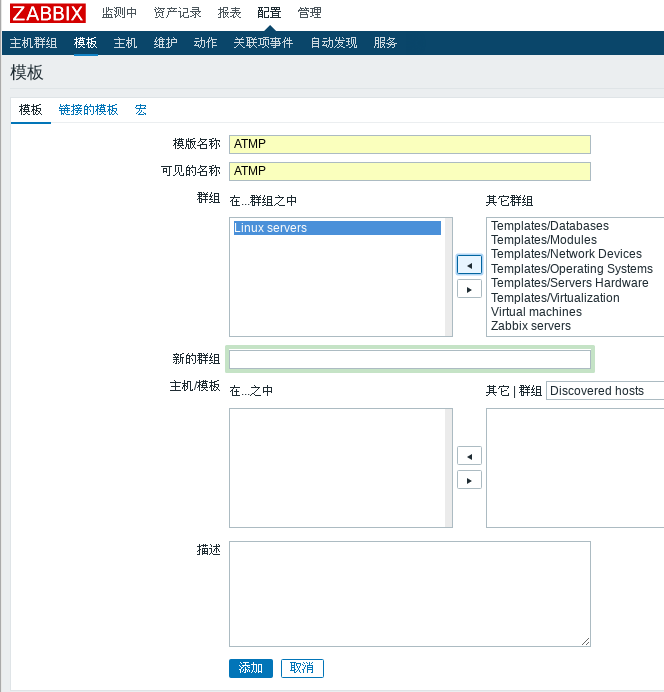 ZABBIX 监测中 资产记录 报表 配置 管理
主机群组 模板 主机 维护 动作 关联项事件 自动发现 服务
模板
模板 链接的模板 宏
模版名称 ATMP
可见的名称 ATMP
群组 在...群组之中 其它群组
Linux servers
Templates/Databases
Templates/Modules
Templates/Network Devices
Templates/Operating Systems
Templates/Servers Hardware
Templates/Virtualization
Virtual machines
Zabbix servers
新的群组
主机/模板 在...之中 其它 | 群组 Discovered hosts
描述
添加 取消